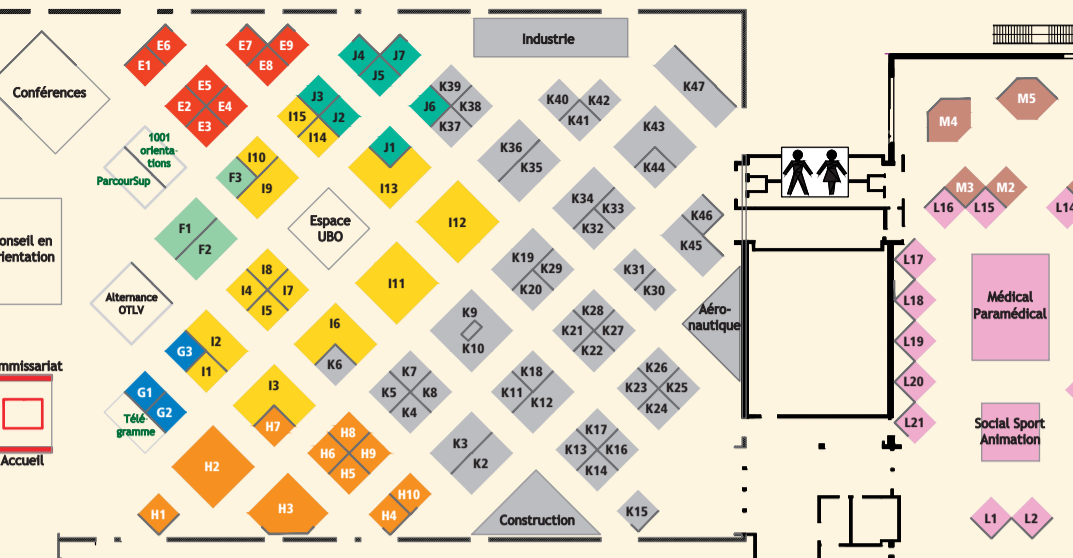 Industrie
E6
E1
E7
E9
E8
J4
J7
J5
K47
Conférences
E5
E2
E4
E3
J3
J2
I15
I14
K39
J6
K38
K37
K40
K42
K41
K43
K44
M4
M5
1001
orienta-
tions
ParcourSup
I10
F3
I9
J1
I13
K36
K35
M3
M2
L16
L15
L14
F1
F2
Espace
UBO
I12
K34
K33
K32
K46
K45
onseil en
rientation
I8
I4
I7
I5
I11
K19
K29
K20
K31
K30
L17
Alternance
OTLV
L18
Médical
Paramédical
Aéro-
nautique
I6
K6
K9
K10
K28
K21
K27
K22
L19
G3
I2
I1
mmissariat
K7
K5
K8
K4
K18
K11
K12
K26
K23
K25
K24
L20
G1
G2
Télé-
gramme
I3
H7
L21
Social Sport
Animation
H8
H6
H9
H5
K3
K2
K17
K13
K16
K14
Accueil
H2
H10
H4
H1
H3
Construction
K15
L1
L2